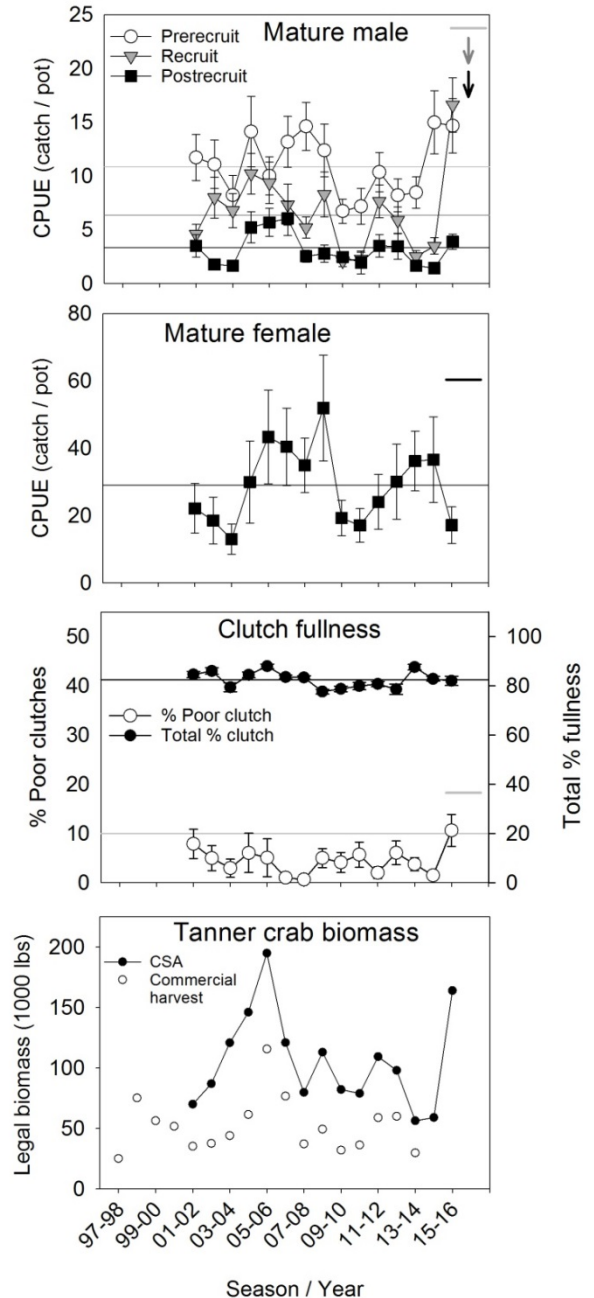 Mature male
Prerecruit
Recruit
Postrecruit
CPUE (catch / pot)
25
20
15
10
5
0
Mature female
CPUE (catch / pot)
80
60
40
20
0
Clutch fullness
% Poor clutch
Total % clutch
% Poor clutches
50
40
30
20
10
0
Total % fullness
100
80
60
40
20
0
Tanner crab biomass
CSA
Commercial
harvest
Legal biomass (1000 lbs)
200
150
100
50
0
97-98
99-00
01-02
03-04
05-06
07-08
09-10
11-12
13-14
15-16
Season / Year